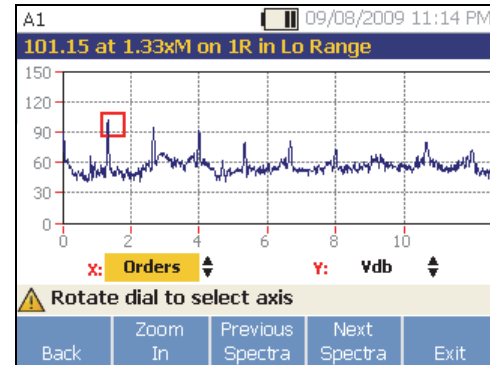 A1 09/08/2009 11:14 PM
101.15 at 1.33xM on 1R in Lo Range
150
120
90
60
30
0
0 2 4 6 8 10
X: Orders Y: Vdb
Rotate dial to select axis
Back Zoom In Previous Spectra Next Spectra Exit